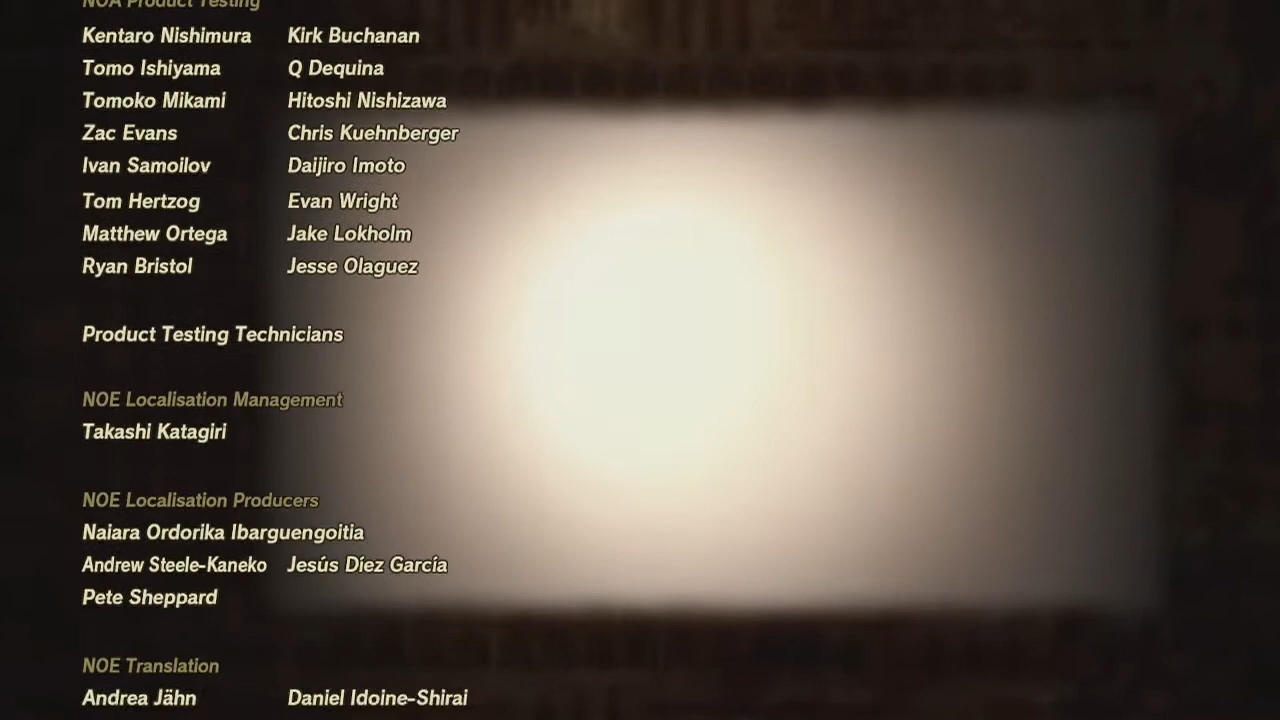 NOA Product Testing
Kentaro Nishimura Kirk Buchanan
Tomo Ishiyama Q Dequina
Tomoko Mikami Hitoshi Nishizawa
Zac Evans Chris Kuehnberger
Ivan Samoilov Daijiro Imoto
Tom Hertzog Evan Wright
Matthew Ortega Jake Lokholm
Ryan Bristol Jesse Olaguez
Product Testing Technicians
NOE Localisation Management
Takashi Katagiri
NOE Localisation Producers
Naiara Ordorika Ibarguengoitia
Andrew Steele-Kaneko Jesús Díez García
Pete Sheppard
NOE Translation
Andrea Jähn Daniel Idoine-Shirai